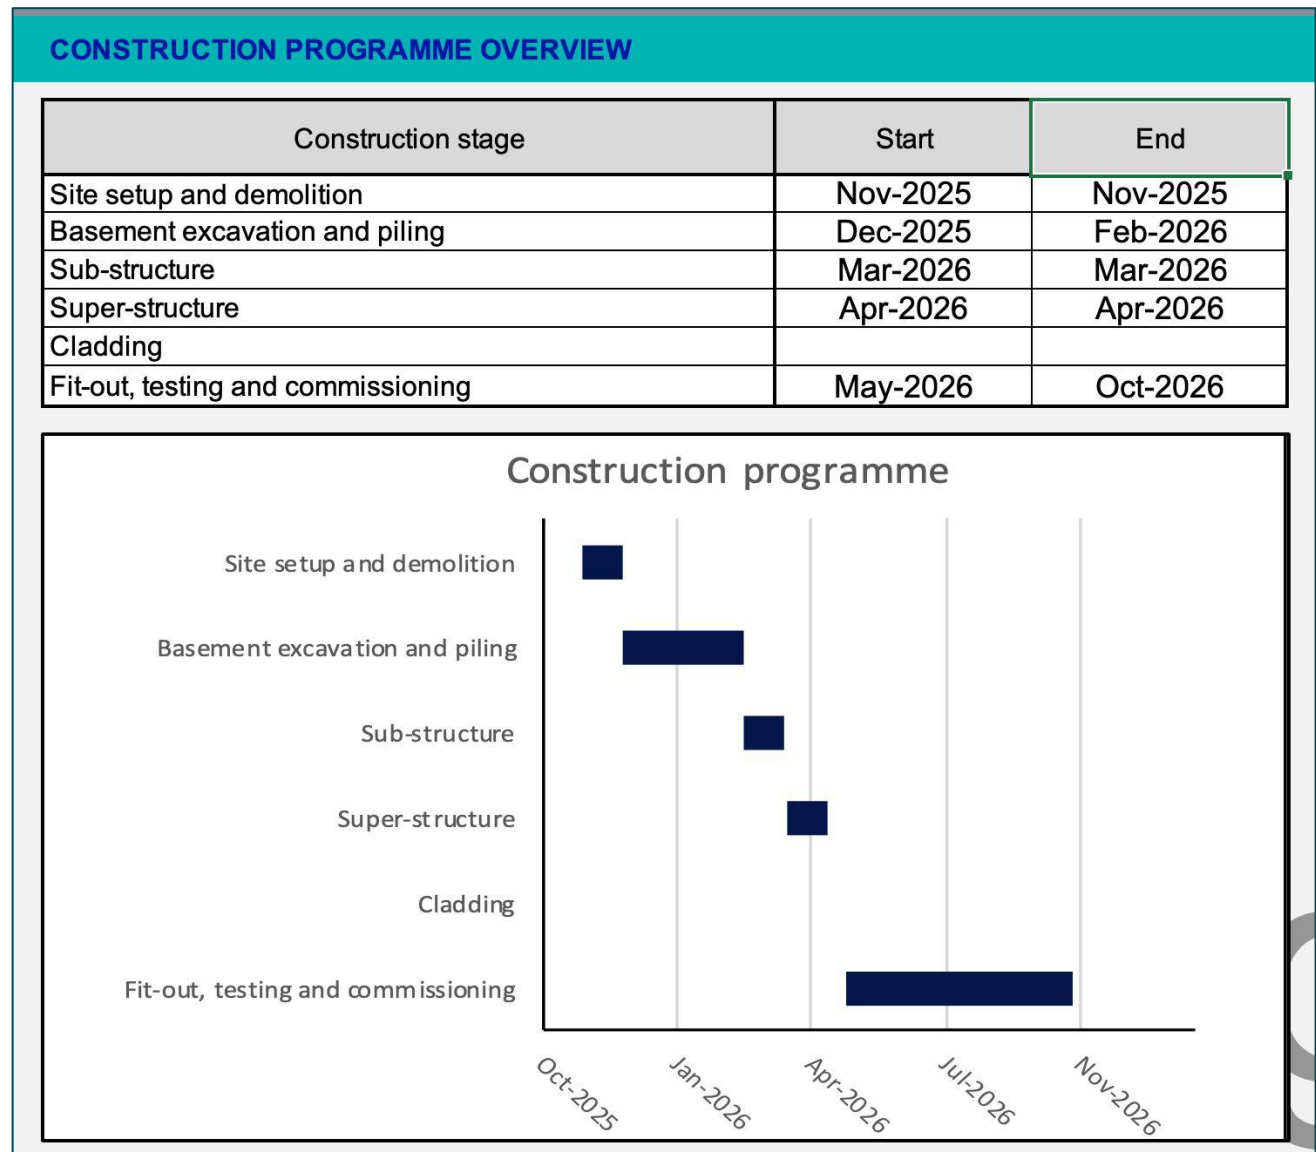 CONSTRUCTION PROGRAMME OVERVIEW
Construction stage Start End
Site setup and demolition Nov-2025 Nov-2025
Basement excavation and piling Dec-2025 Feb-2026
Sub-structure Mar-2026 Mar-2026
Super-structure Apr-2026 Apr-2026
Cladding
Fit-out, testing and commissioning May-2026 Oct-2026
Construction programme
Site setup and demolition
Basement excavation and piling
Sub-structure
Super-structure
Cladding
Fit-out, testing and commissioning
Oct-2025 Jan-2026 Apr-2026 Jul-2026 Nov-2026